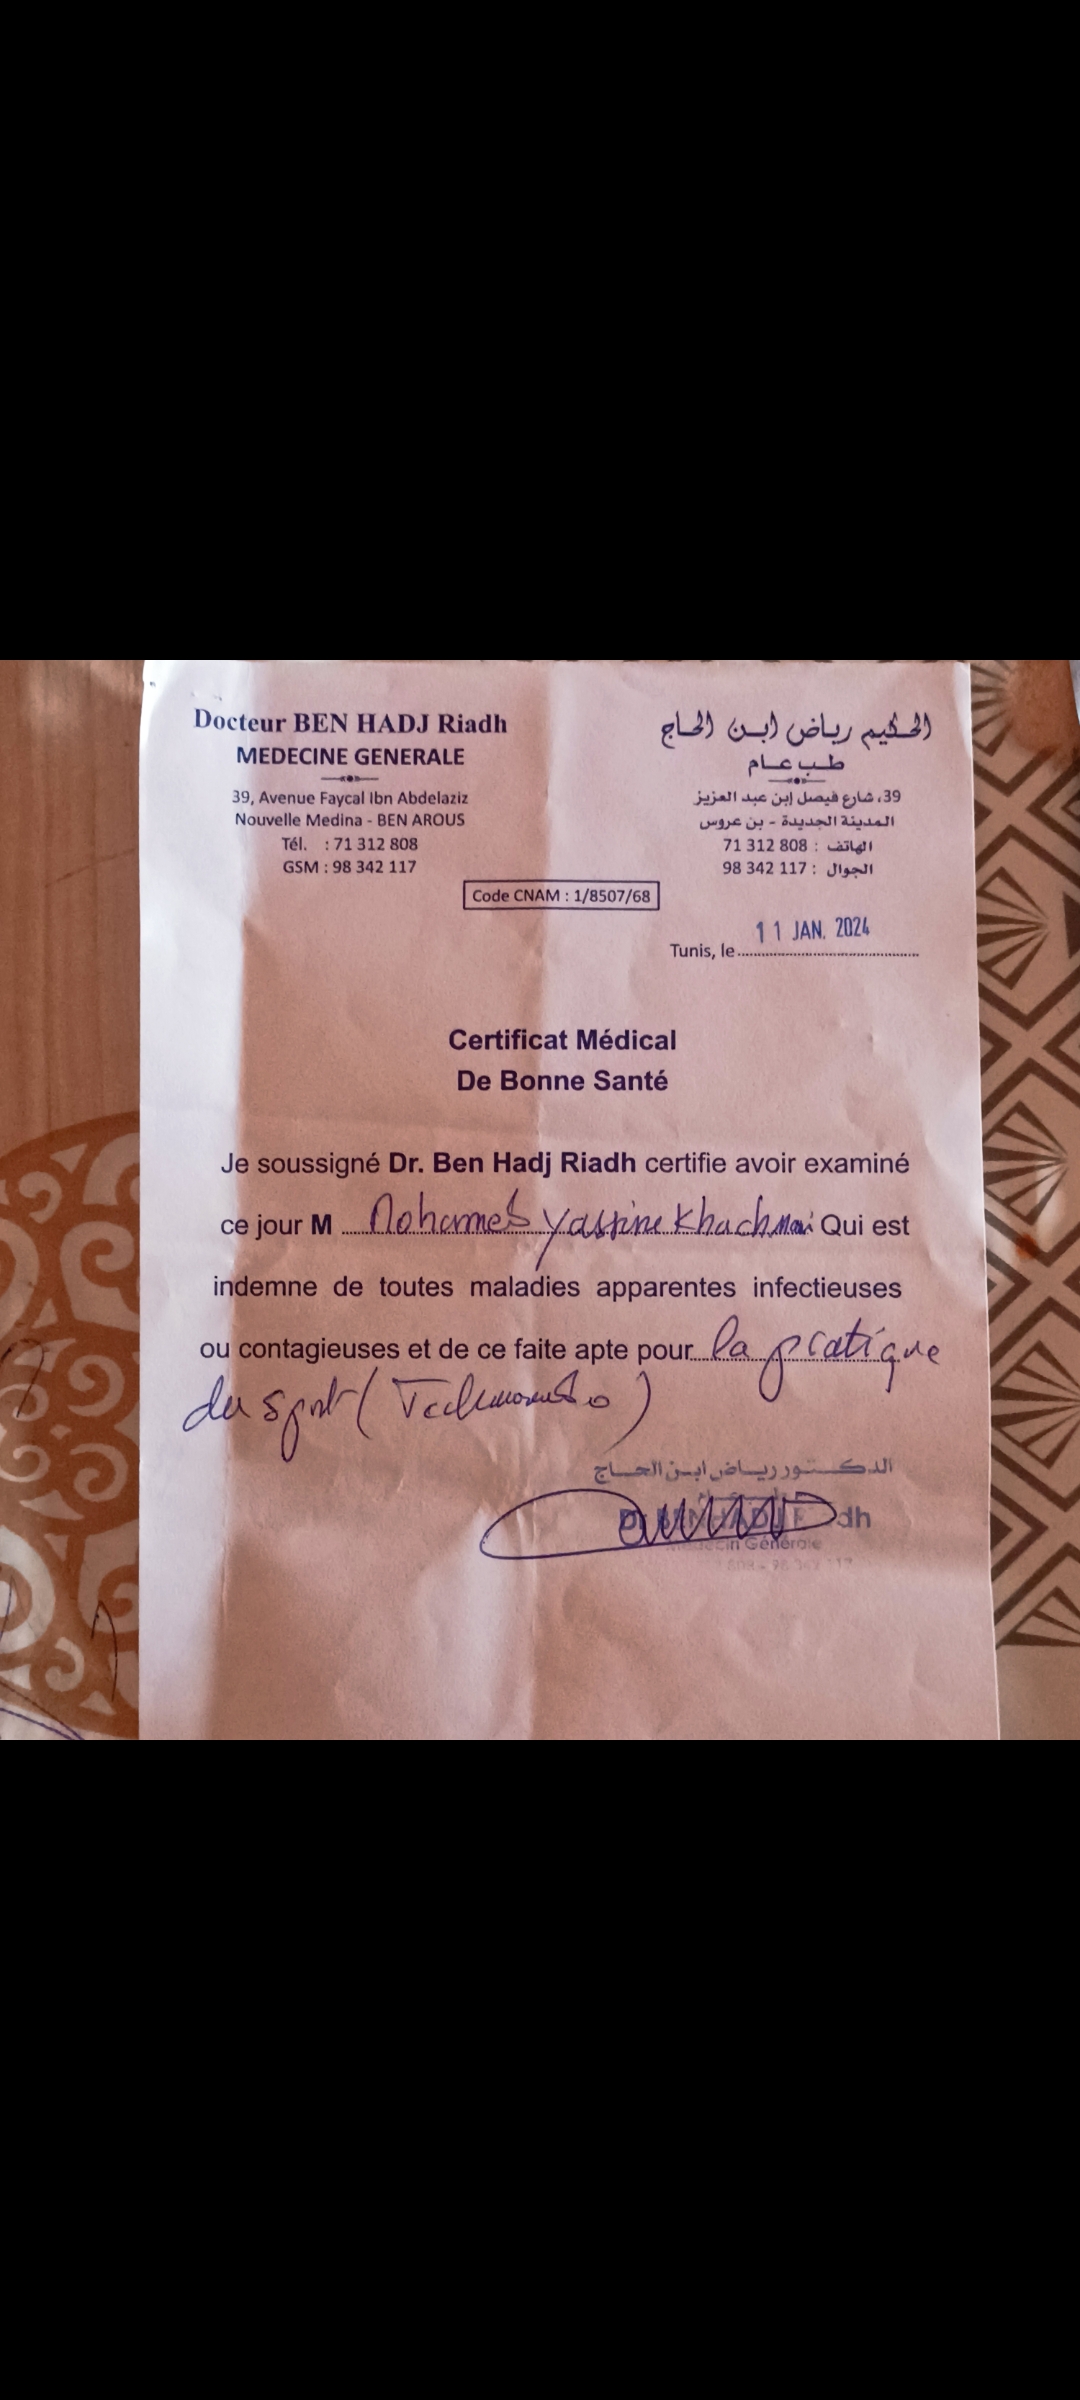 Docteur BEN HADJ Riadh
MEDECINE GENERALE
39, Avenue Faycal Ibn Abdelaziz
Nouvelle Medina - BEN AROUS
Tél. : 71 312 808
GSM : 98 342 117
الحكيم رياض ابن الحاج
طب عام
39، شارع فيصل إبن عبد العزيز
المدينة الجديدة - بن عروس
الهاتف : 71 312 808
الجوال : 98 342 117
Code CNAM : 1/8507/68
Tunis, le 11 JAN. 2024
Certificat Médical
De Bonne Santé
Je soussigné Dr. Ben Hadj Riadh certifie avoir examiné
ce jour M Mohamed Yassine Qui est
indemne de toutes maladies apparentes infectieuses
ou contagieuses et de ce faite apte pour la pratique
du sport (
الدكتور رياض ابن الحاج
Dr BEN HADJ
Médecin Générale